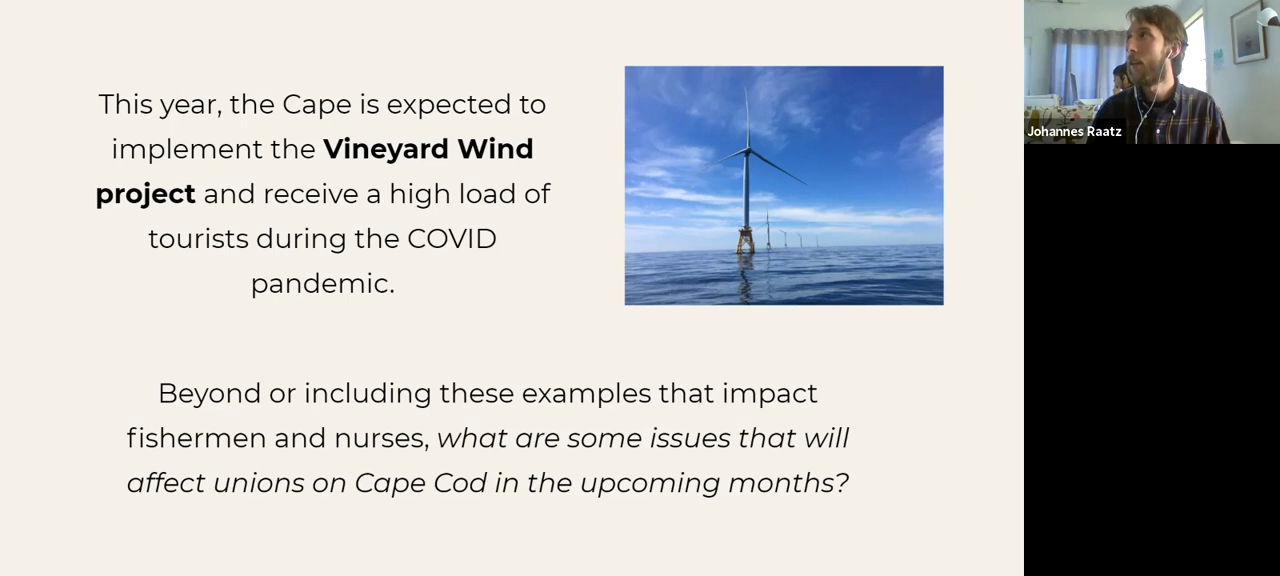 This year, the Cape is expected to
implement the Vineyard Wind
project and receive a high load of
tourists during the COVID
pandemic.
Beyond or including these examples that impact
fishermen and nurses, what are some issues that will
affect unions on Cape Cod in the upcoming months?
Johannes Raatz